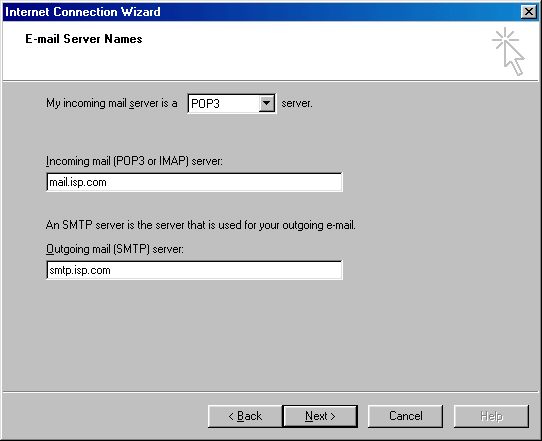 Internet Connection Wizard
E-mail Server Names
My incoming mail server is a POP3 server.
Incoming mail (POP3 or IMAP) server:
mail.isp.com
An SMTP server is the server that is used for your outgoing e-mail.
Outgoing mail (SMTP) server:
smtp.isp.com
< Back Next > Cancel Help